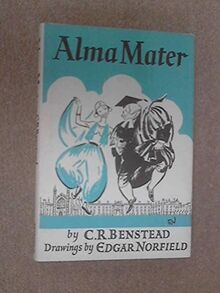 Alma Mater
by C.R.BENSTEAD
Drawings by EDGAR NORFIELD